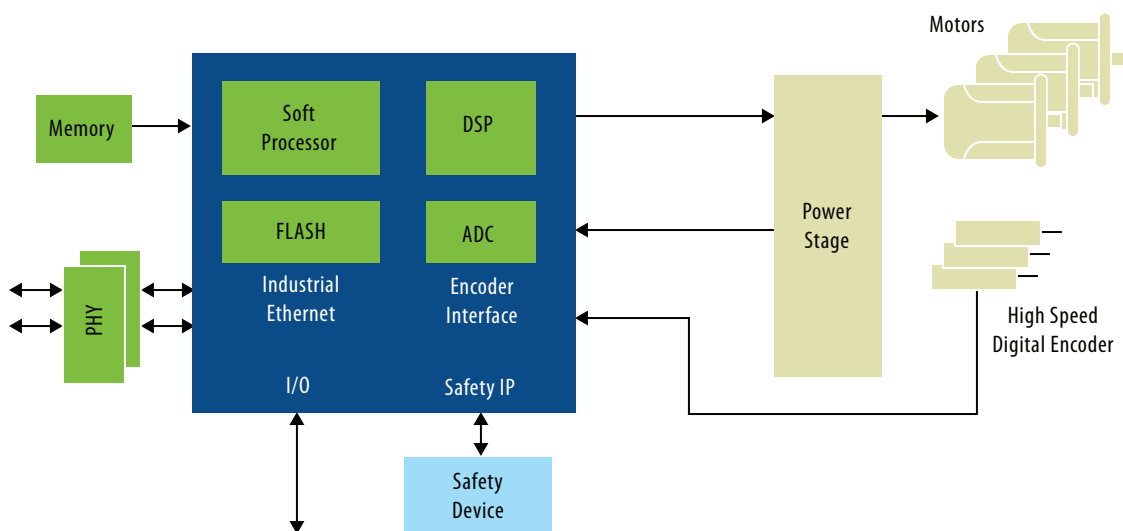 Motors
Memory
Soft
Processor
DSP
FLASH
ADC
Power
Stage
Industrial
Ethernet
Encoder
Interface
PHY
High Speed
Digital Encoder
I/O
Safety IP
Safety
Device